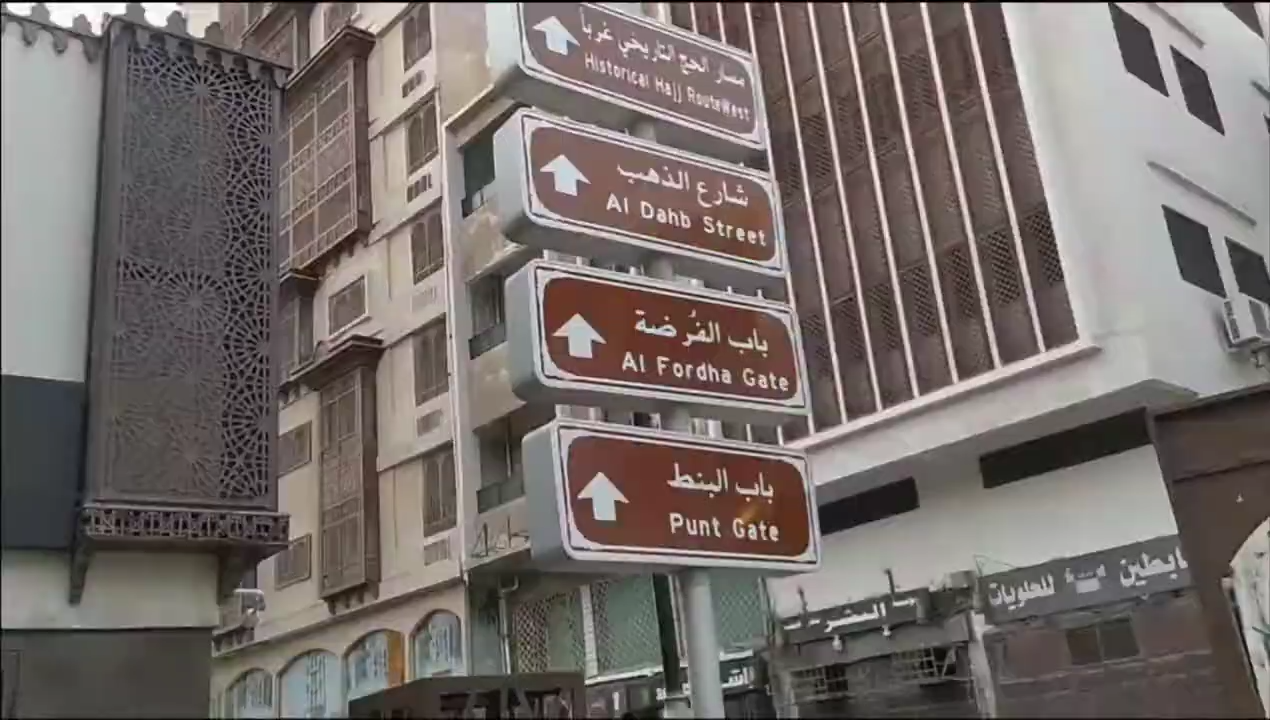 مسار الحج التاريخي غرباً
Historical Hajj RouteWest
شارع الذهب
Al Dahb Street
باب الفُرضة
Al Fordha Gate
باب البنط
Punt Gate
للحلويات